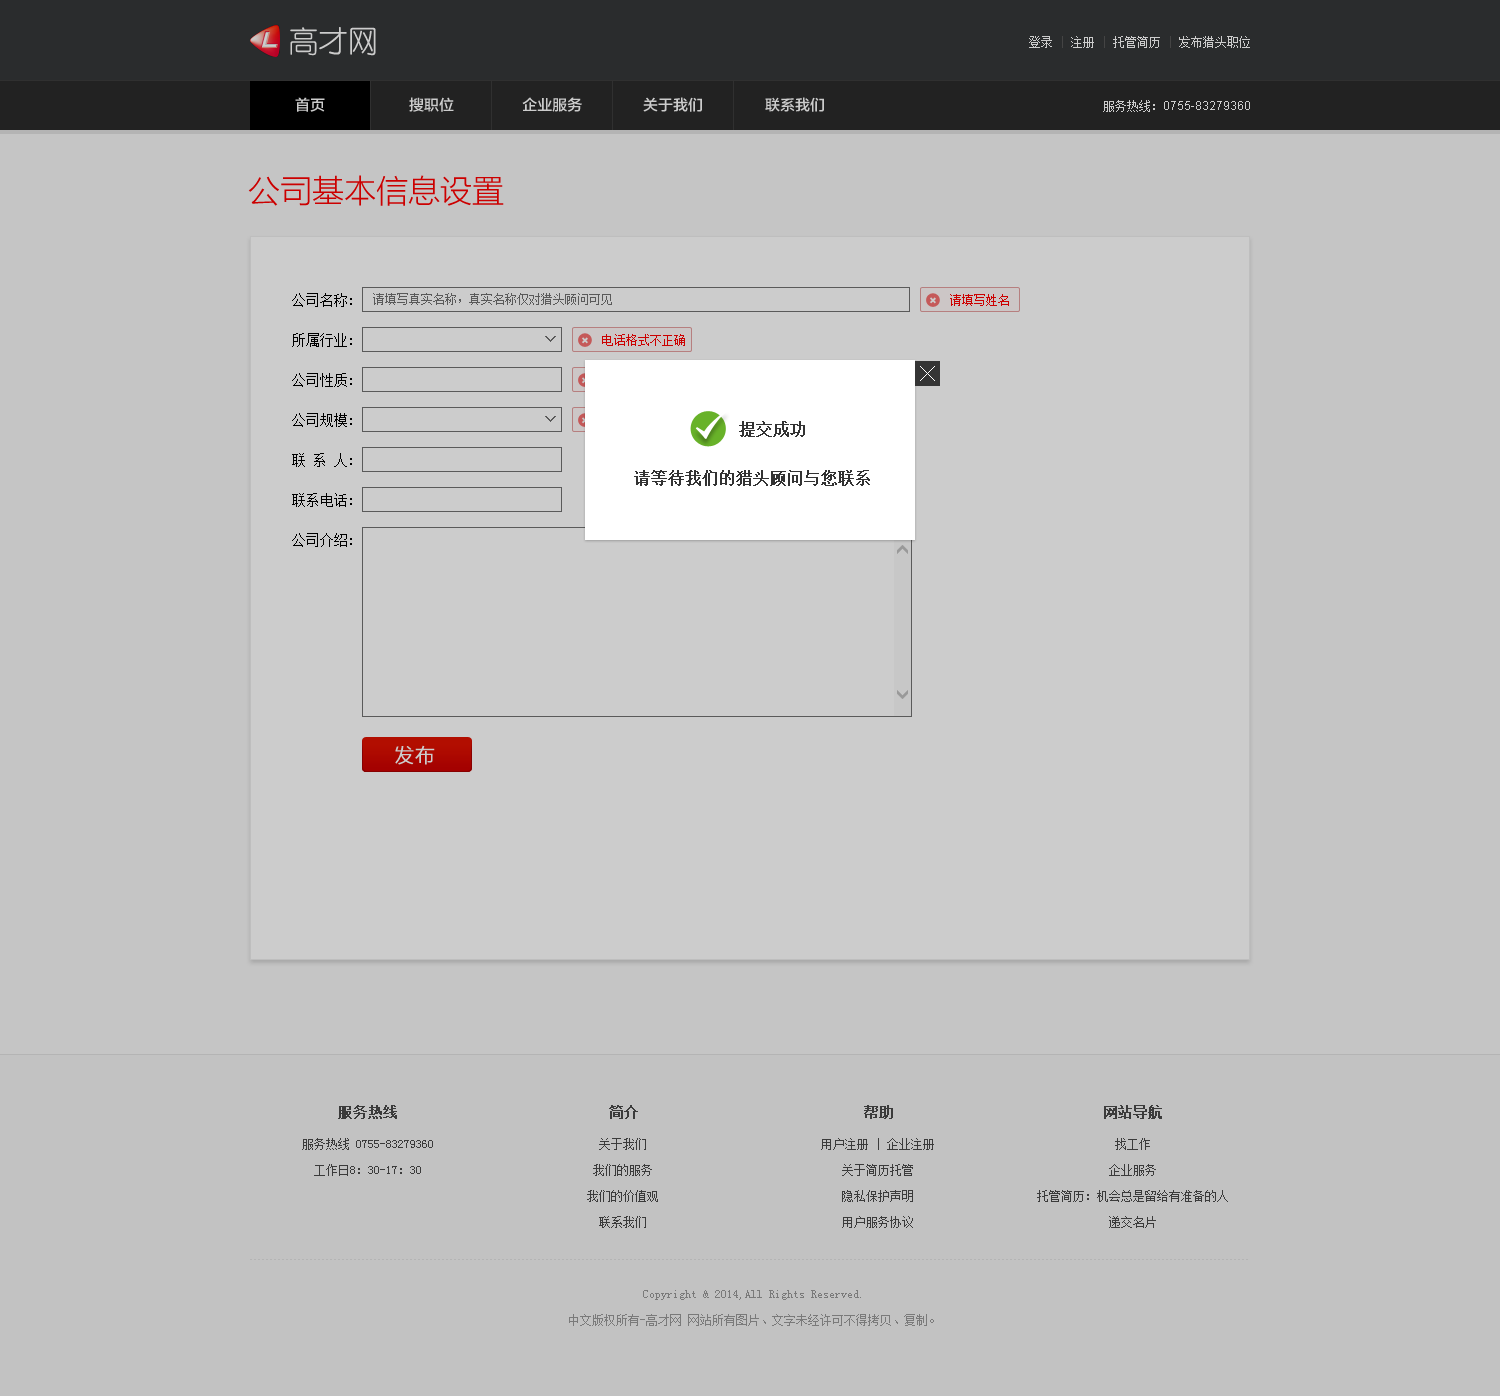 高才网
登录 | 注册 | 托管简历 | 发布猎头职位
首页 搜职位 企业服务 关于我们 联系我们 服务热线：0755-83279360
公司基本信息设置
公司名称： 请填写真实名称，真实名称仅对猎头顾问可见 请填写姓名
所属行业： 电话格式不正确
公司性质：
公司规模：
联 系 人：
联系电话：
公司介绍：
提交成功
请等待我们的猎头顾问与您联系
发布
服务热线
服务热线 0755-83279360
工作日8：30-17：30
简介
关于我们
我们的服务
我们的价值观
联系我们
帮助
用户注册 | 企业注册
关于简历托管
隐私保护声明
用户服务协议
网站导航
找工作
企业服务
托管简历：机会总是留给有准备的人
递交名片
Copyright @ 2014,All Rights Reserved.
中文版权所有-高才网 网站所有图片、文字未经许可不得拷贝、复制。